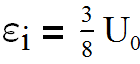 εi = 3/8 U₀